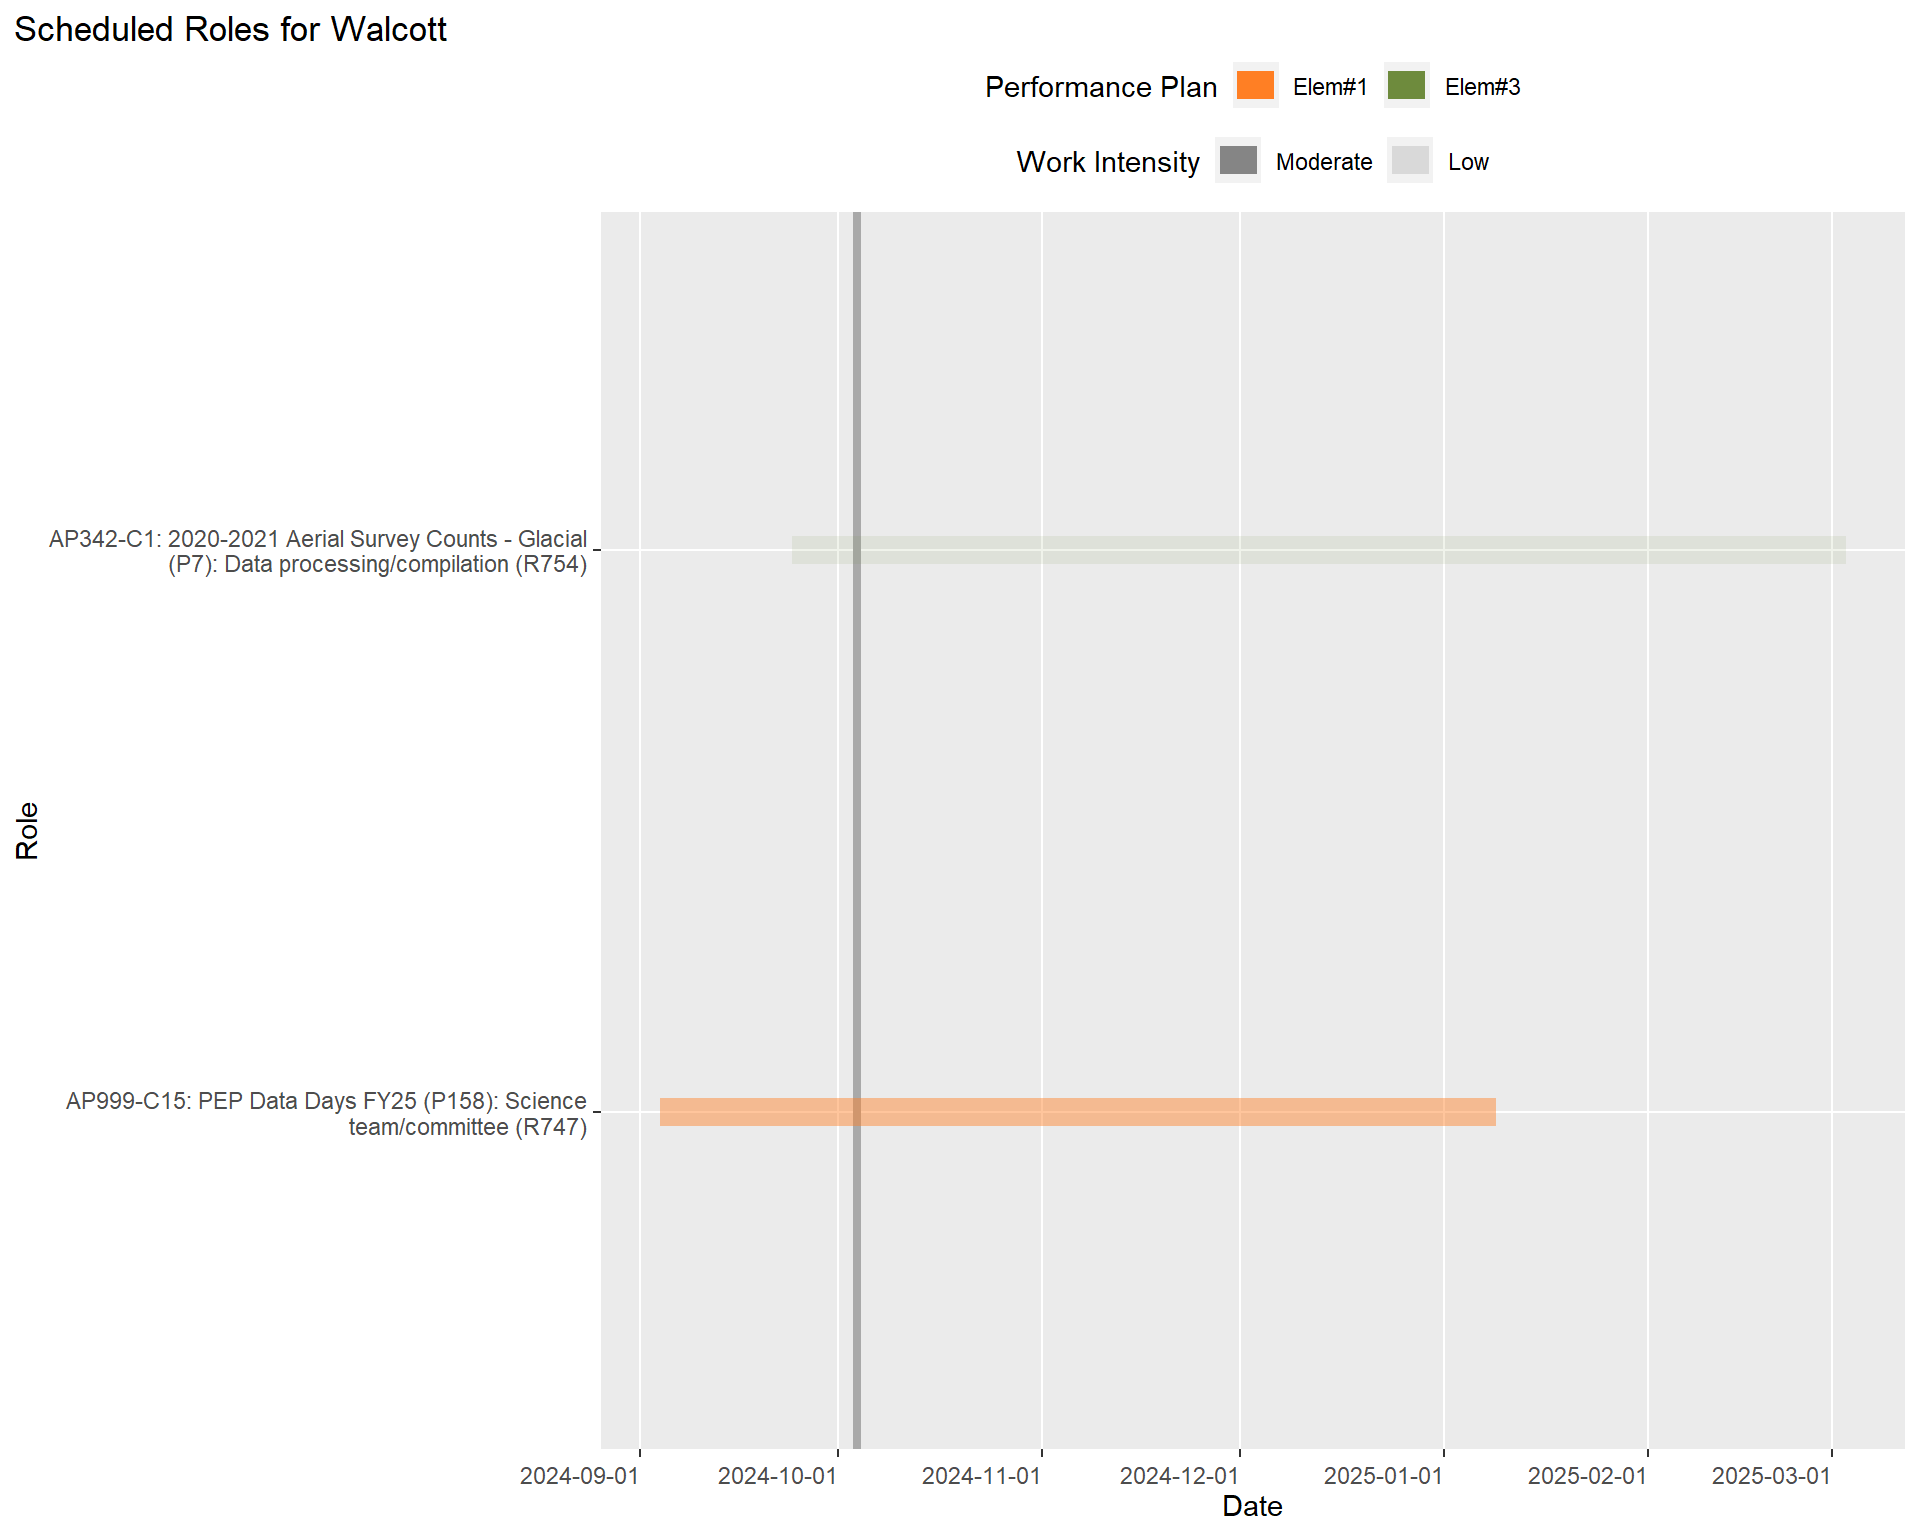 Scheduled Roles for Walcott
Performance Plan Elem#1 Elem#3
Work Intensity Moderate Low
Role
AP342-C1: 2020-2021 Aerial Survey Counts - Glacial
(P7): Data processing/compilation (R754)
AP999-C15: PEP Data Days FY25 (P158): Science
team/committee (R747)
2024-09-01 2024-10-01 2024-11-01 2024-12-01 2025-01-01 2025-02-01 2025-03-01
Date